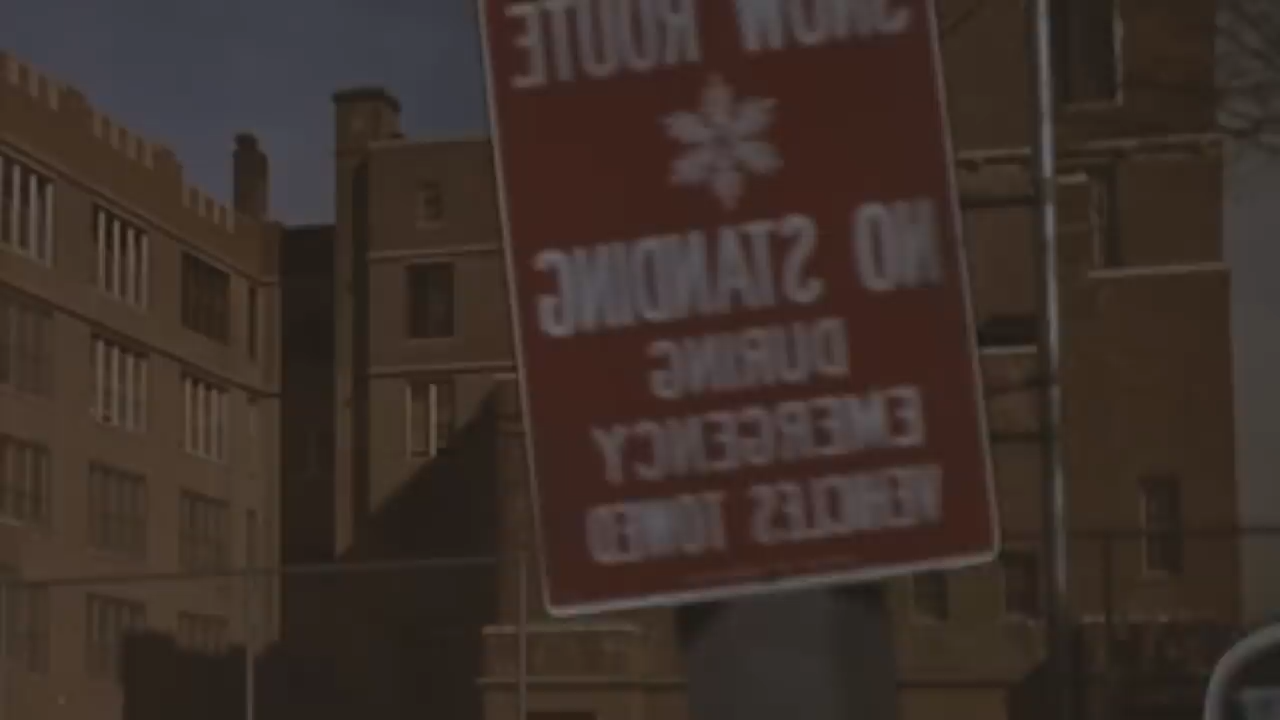 SNOW ROUTE
NO STANDING
DURING
EMERGENCY
VEHICLES TOWED